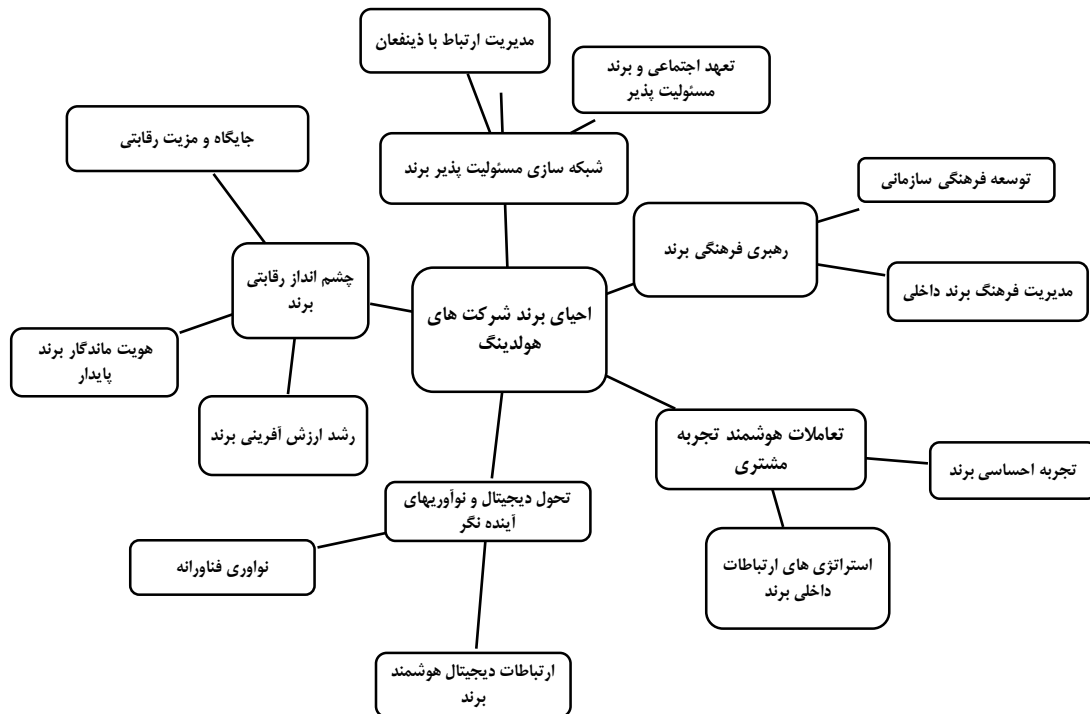 مدیریت ارتباط با ذینفعان
تعهد اجتماعی و برند
مسئولیت پذیر
جایگاه و مزیت رقابتی
شبکه سازی مسئولیت پذیر برند
توسعه فرهنگی سازمانی
رهبری فرهنگی برند
چشم انداز رقابتی
برند
مدیریت فرهنگ برند داخلی
احیای برند شرکت های
هولدینگ
هویت ماندگار برند
پایدار
رشد ارزش آفرینی برند
تعاملات هوشمند تجربه
مشتری
تجربه احساسی برند
تحول دیجیتال و نوآوریهای
آینده نگر
نواوری فناورانه
استراتژی های ارتباطات
داخلی برند
ارتباطات دیجیتال هوشمند
برند